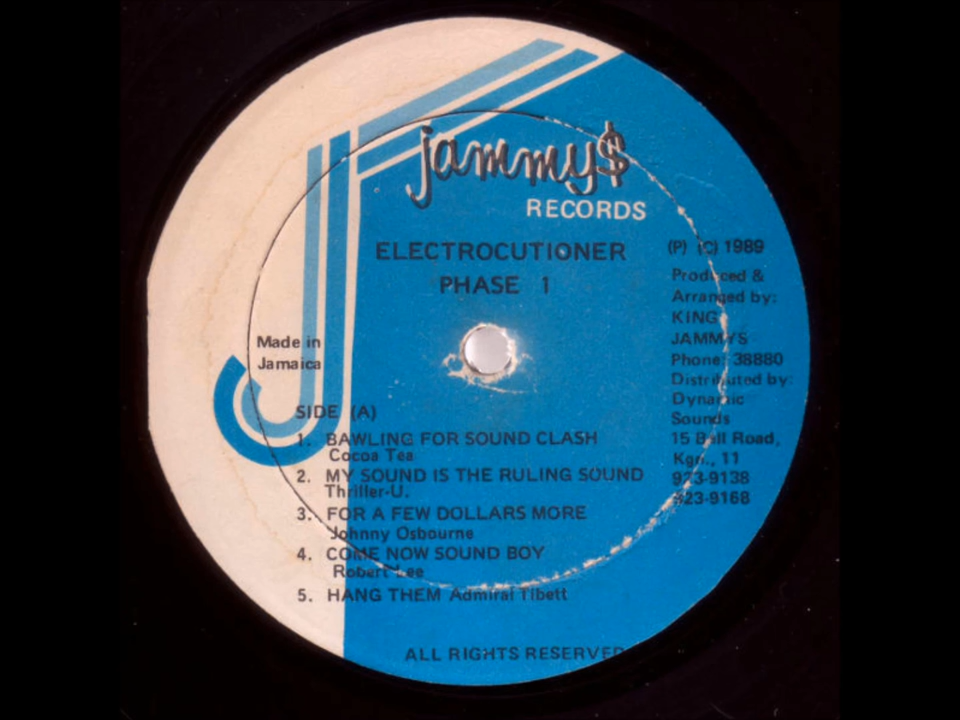 jammy$
RECORDS
ELECTROCUTIONER
PHASE 1
(P) (C) 1989
Produced &
Arranged by:
KING
JAMMYS
Phone: 38880
Distributed by:
Dynamic
Sounds
15 Bell Road,
Kgn., 11
923-9138
923-9168
Made in
Jamaica
SIDE (A)
1. BAWLING FOR SOUND CLASH
Cocoa Tea
2. MY SOUND IS THE RULING SOUND
Thriller-U.
3. FOR A FEW DOLLARS MORE
Johnny Osbourne
4. COME NOW SOUND BOY
Robert Lee
5. HANG THEM Admiral Tibett
ALL RIGHTS RESERVED